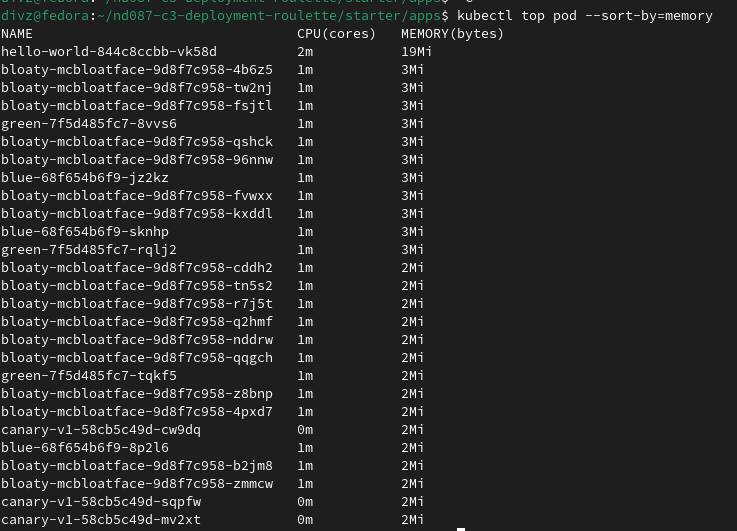 divz@fedora:~/nd087-c3-deployment-roulette/starter/apps$ ^C
divz@fedora:~/nd087-c3-deployment-roulette/starter/apps$ kubectl top pod --sort-by=memory
NAME CPU(cores) MEMORY(bytes)
hello-world-844c8ccbb-vk58d 2m 19Mi
bloaty-mcbloatface-9d8f7c958-4b6z5 1m 3Mi
bloaty-mcbloatface-9d8f7c958-tw2nj 1m 3Mi
bloaty-mcbloatface-9d8f7c958-fsjtl 1m 3Mi
green-7f5d485fc7-8vvs6 1m 3Mi
bloaty-mcbloatface-9d8f7c958-qshck 1m 3Mi
bloaty-mcbloatface-9d8f7c958-96nnw 1m 3Mi
blue-68f654b6f9-jz2kz 1m 3Mi
bloaty-mcbloatface-9d8f7c958-fvwxx 1m 3Mi
bloaty-mcbloatface-9d8f7c958-kxddl 1m 3Mi
blue-68f654b6f9-sknhp 1m 3Mi
green-7f5d485fc7-rqlj2 1m 3Mi
bloaty-mcbloatface-9d8f7c958-cddh2 1m 2Mi
bloaty-mcbloatface-9d8f7c958-tn5s2 1m 2Mi
bloaty-mcbloatface-9d8f7c958-r7j5t 1m 2Mi
bloaty-mcbloatface-9d8f7c958-q2hmf 1m 2Mi
bloaty-mcbloatface-9d8f7c958-nddrw 1m 2Mi
bloaty-mcbloatface-9d8f7c958-qqgch 1m 2Mi
green-7f5d485fc7-tqkf5 1m 2Mi
bloaty-mcbloatface-9d8f7c958-z8bnp 1m 2Mi
bloaty-mcbloatface-9d8f7c958-4pxd7 1m 2Mi
canary-v1-58cb5c49d-cw9dq 0m 2Mi
blue-68f654b6f9-8p2l6 1m 2Mi
bloaty-mcbloatface-9d8f7c958-b2jm8 1m 2Mi
bloaty-mcbloatface-9d8f7c958-zmmcw 1m 2Mi
canary-v1-58cb5c49d-sqpfw 0m 2Mi
canary-v1-58cb5c49d-mv2xt 0m 2Mi